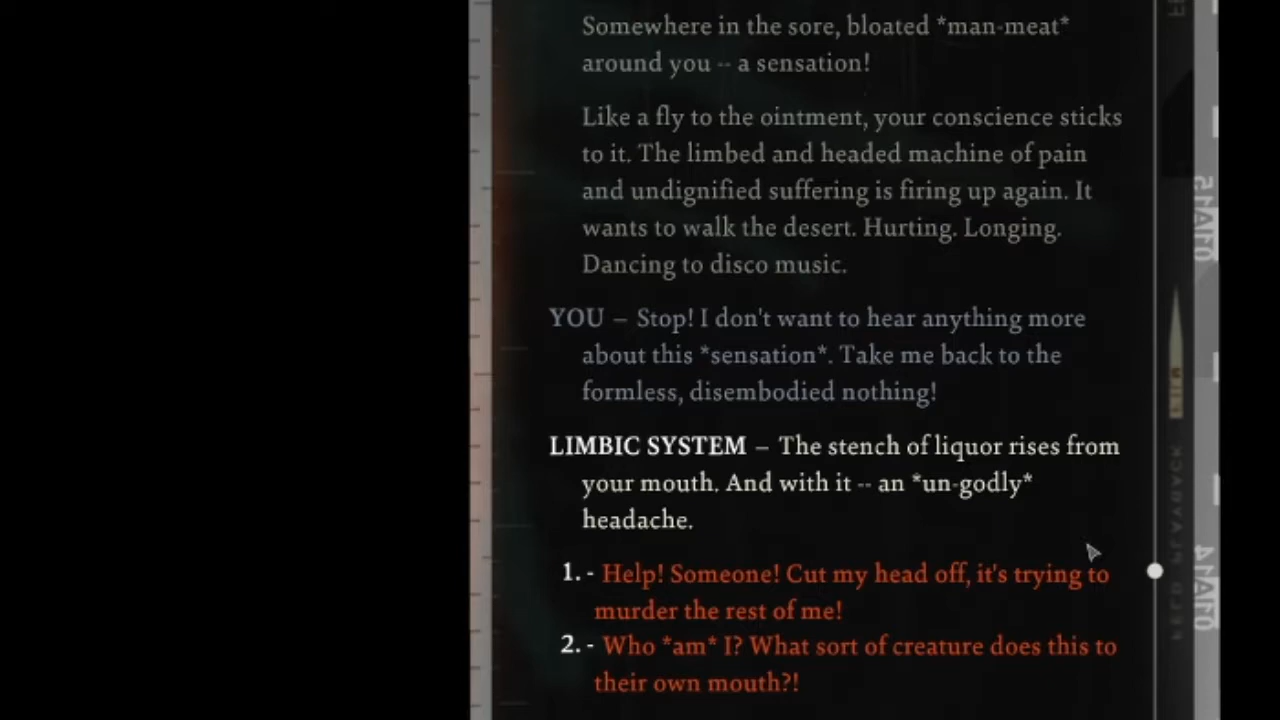 Somewhere in the sore, bloated *man-meat*
around you -- a sensation!
Like a fly to the ointment, your conscience sticks
to it. The limbed and headed machine of pain
and undignified suffering is firing up again. It
wants to walk the desert. Hurting. Longing.
Dancing to disco music.
YOU – Stop! I don't want to hear anything more
about this *sensation*. Take me back to the
formless, disembodied nothing!
LIMBIC SYSTEM – The stench of liquor rises from
your mouth. And with it -- an *un-godly*
headache.
1. - Help! Someone! Cut my head off, it's trying to
murder the rest of me!
2. - Who *am* I? What sort of creature does this to
their own mouth?!